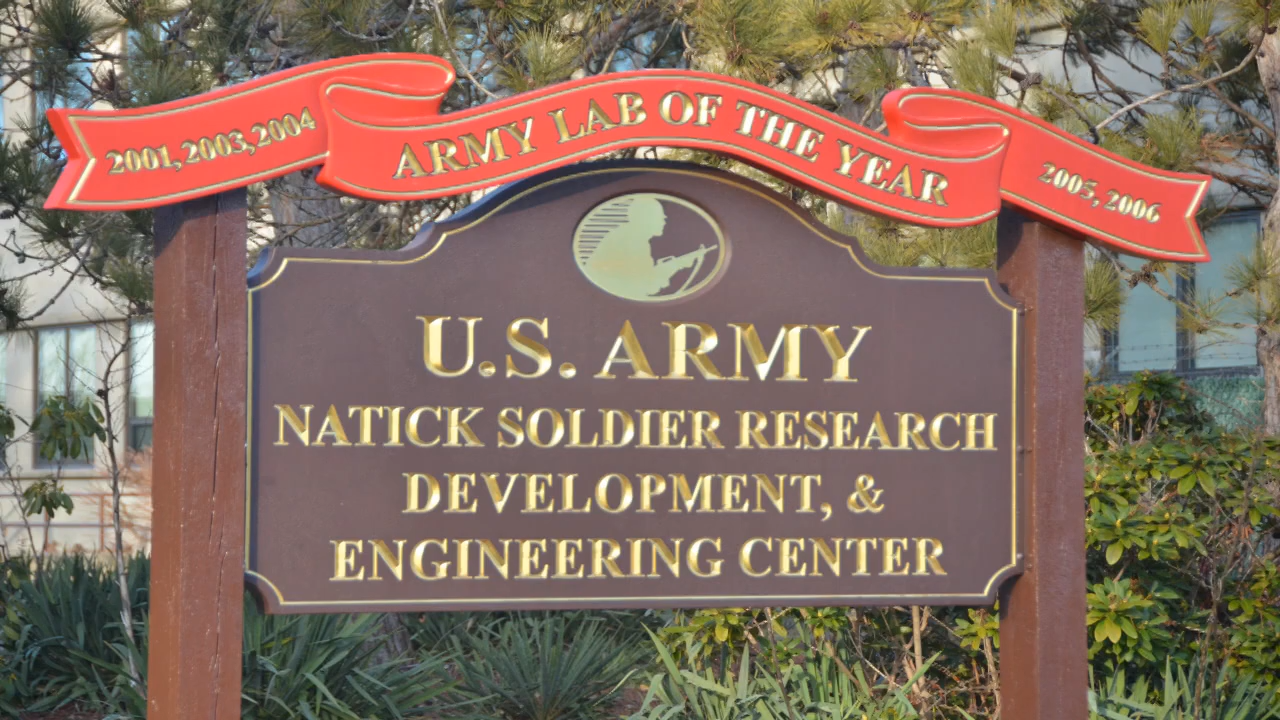 2001, 2003, 2004
ARMY LAB OF THE YEAR
2005, 2006
U.S. ARMY
NATICK SOLDIER RESEARCH
DEVELOPMENT, &
ENGINEERING CENTER